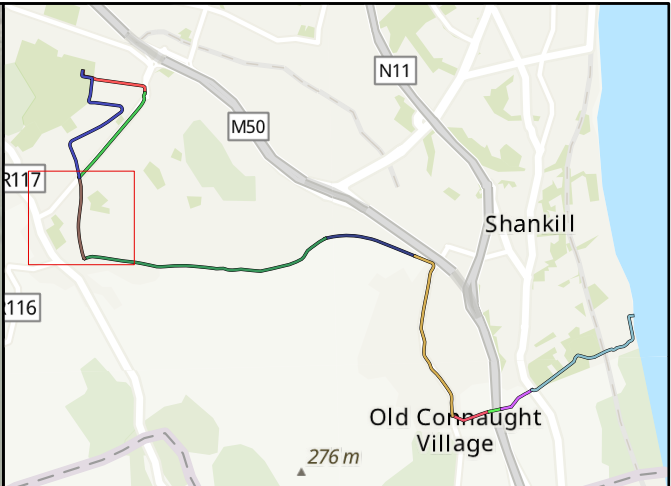 N11
M50
R117
Shankill
R116
Old Connaught
Village
276 m